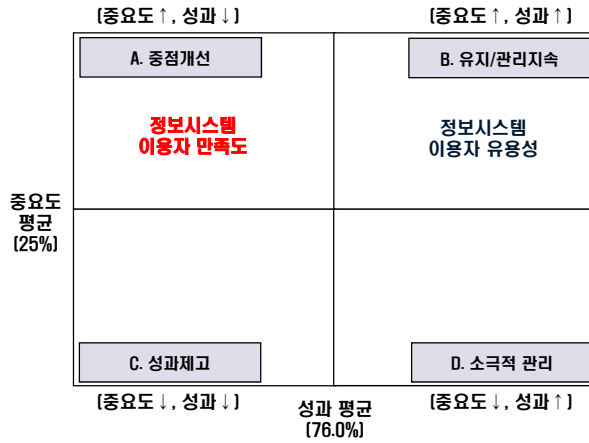 (중요도↑, 성과↓) (중요도↑, 성과↑)
A. 중점개선 B. 유지/관리지속
정보시스템
이용자 만족도
정보시스템
이용자 유용성
중요도
평균
(25%)
C. 성과제고 D. 소극적 관리
(중요도↓, 성과↓) (중요도↓, 성과↑)
성과 평균
(76.0%)